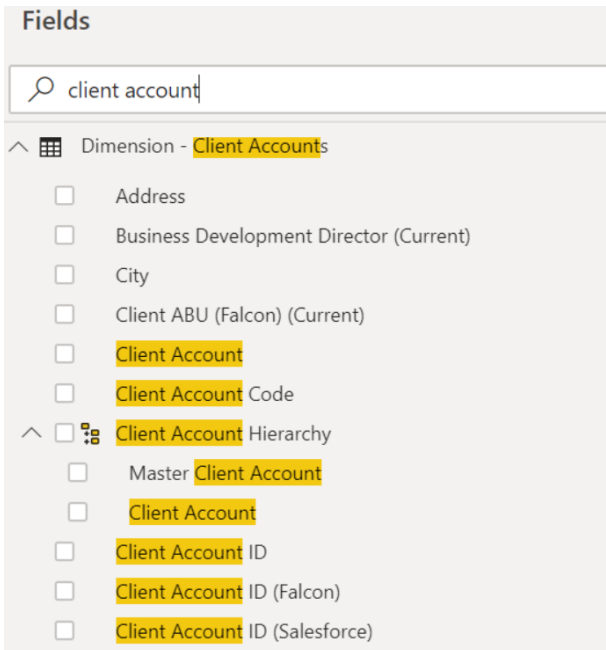 Fields
client account
Dimension - Client Accounts
Address
Business Development Director (Current)
City
Client ABU (Falcon) (Current)
Client Account
Client Account Code
Client Account Hierarchy
Master Client Account
Client Account
Client Account ID
Client Account ID (Falcon)
Client Account ID (Salesforce)